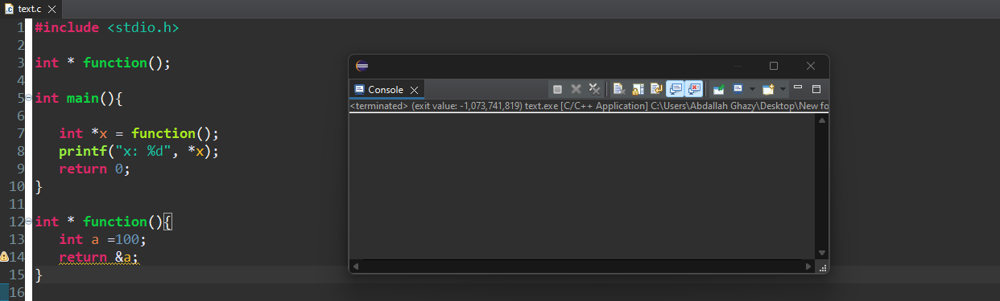 text.c
1 #include <stdio.h>
2
3 int * function();
4
5 int main(){
6
7 int *x = function();
8 printf("x: %d", *x);
9 return 0;
10 }
11
12 int * function(){
13 int a =100;
14 return &a;
15 }
16
Console
<terminated> (exit value: -1,073,741,819) text.exe [C/C++ Application] C:\Users\Abdallah Ghazy\Desktop\New fo